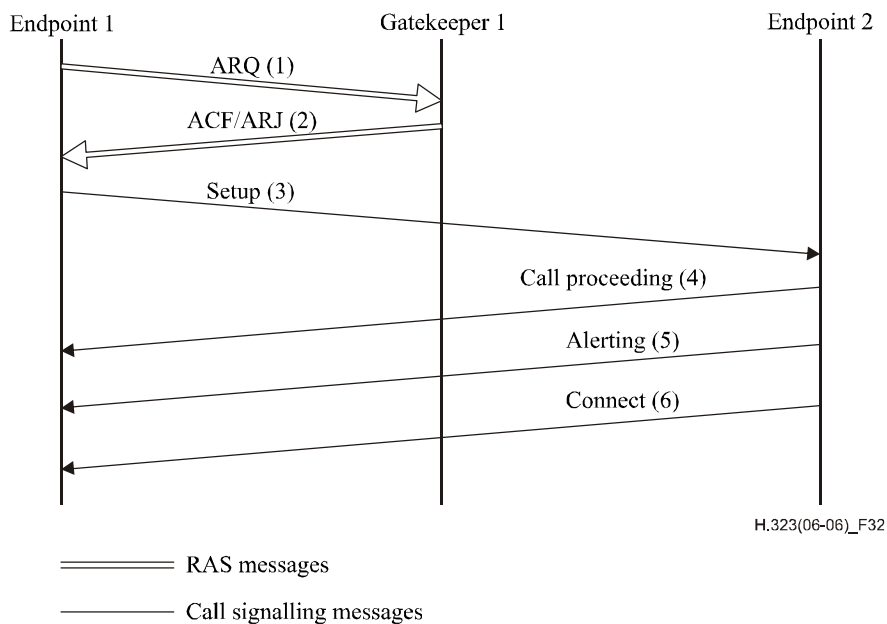 Endpoint 1
Gatekeeper 1
Endpoint 2
ARQ (1)
ACF/ARJ (2)
Setup (3)
Call proceeding (4)
Alerting (5)
Connect (6)
H.323(06-06)_F32
RAS messages
Call signalling messages